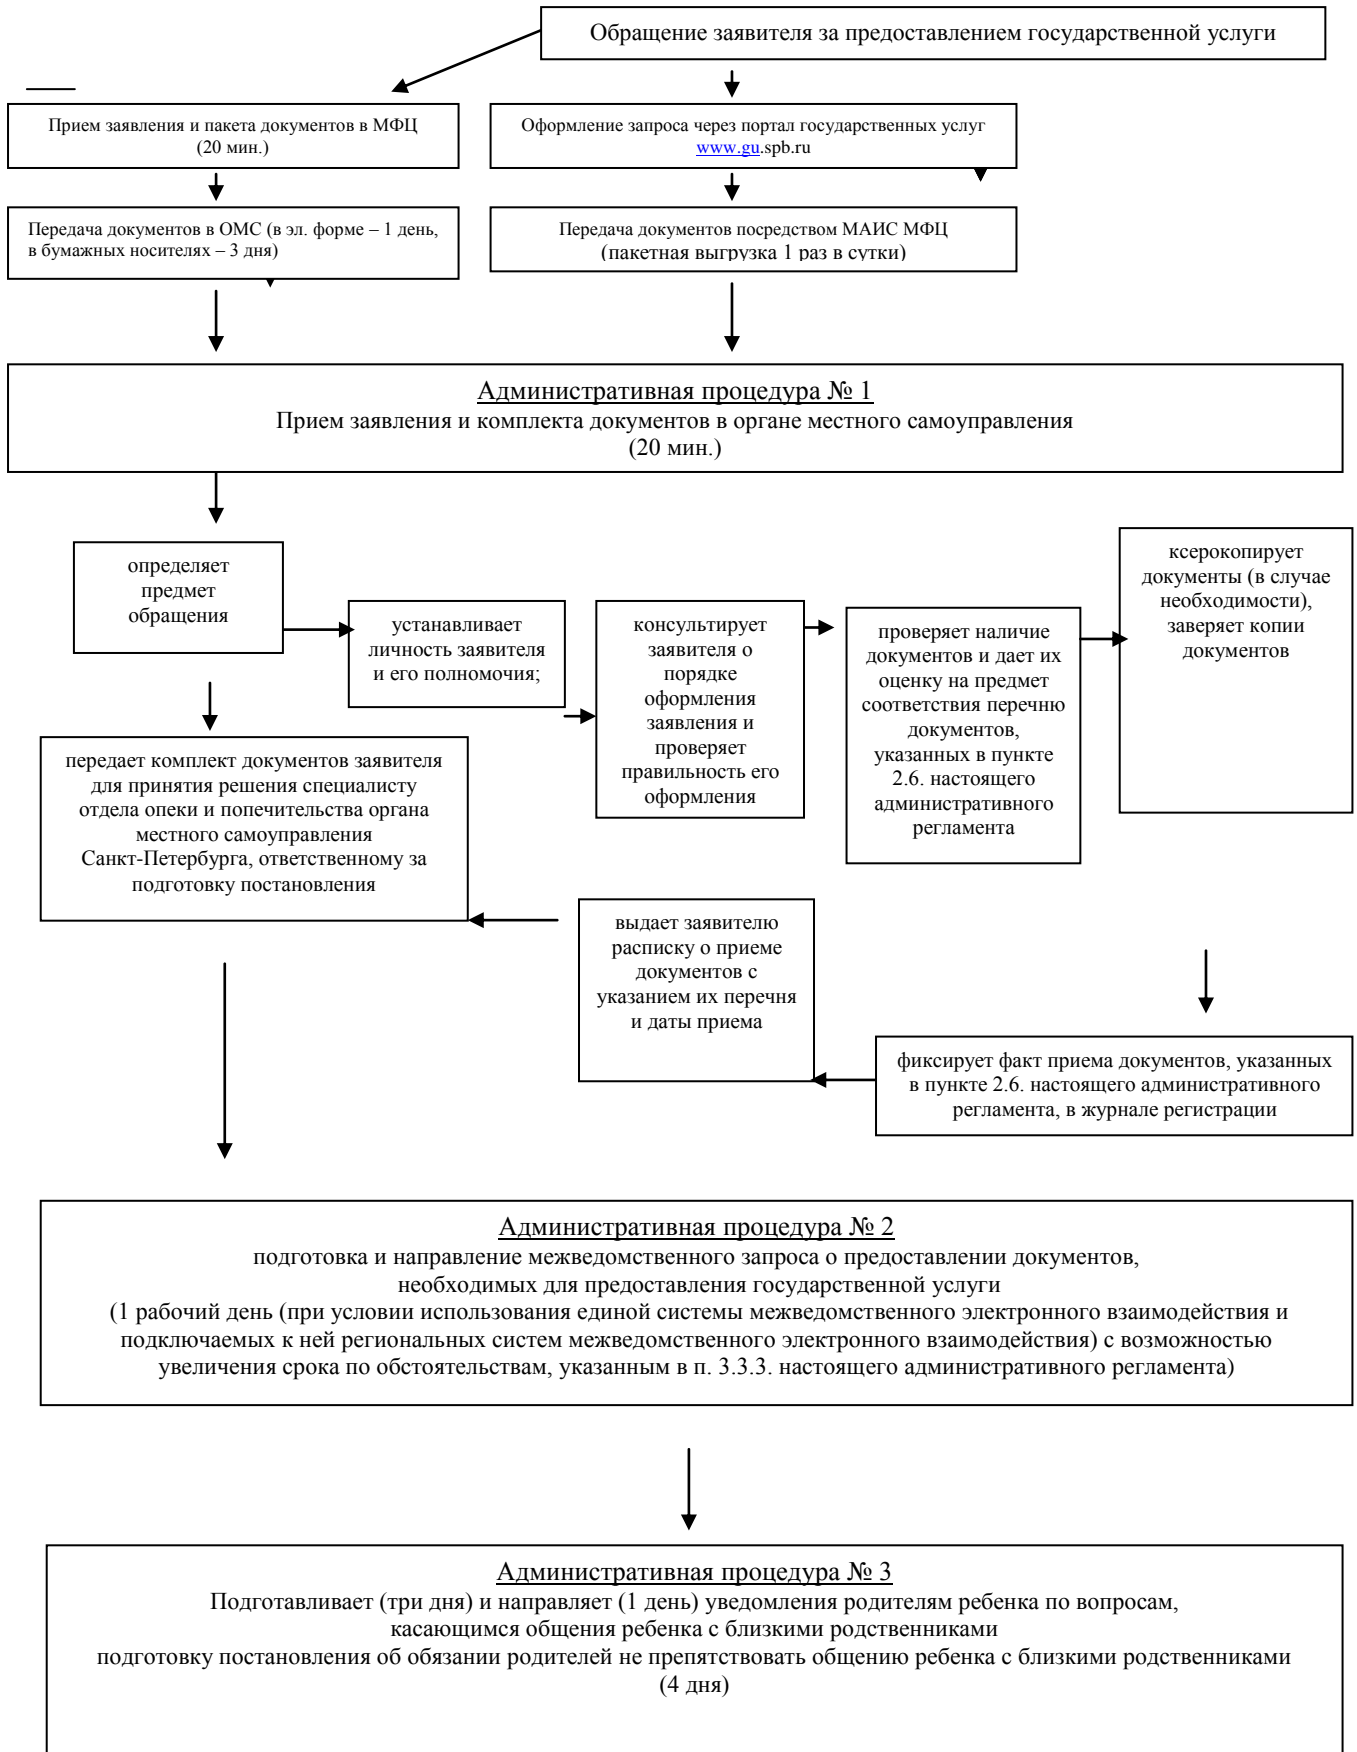 Обращение заявителя за предоставлением государственной услуги
Прием заявления и пакета документов в МФЦ
(20 мин.)
Оформление запроса через портал государственных услуг
www.gu.spb.ru
Передача документов в ОМС (в эл. форме – 1 день,
в бумажных носителях – 3 дня)
Передача документов посредством МАИС МФЦ
(пакетная выгрузка 1 раз в сутки)
Административная процедура № 1
Прием заявления и комплекта документов в органе местного самоуправления
(20 мин.)
определяет
предмет
обращения
устанавливает
личность заявителя
и его полномочия;
консультирует
заявителя о
порядке
оформления
заявления и
проверяет
правильность его
оформления
проверяет наличие
документов и дает их
оценку на предмет
соответствия перечню
документов,
указанных в пункте
2.6. настоящего
административного
регламента
ксерокопирует
документы (в случае
необходимости),
заверяет копии
документов
передает комплект документов заявителя
для принятия решения специалисту
отдела опеки и попечительства органа
местного самоуправления
Санкт-Петербурга, ответственному за
подготовку постановления
выдает заявителю
расписку о приеме
документов с
указанием их перечня
и даты приема
фиксирует факт приема документов, указанных
в пункте 2.6. настоящего административного
регламента, в журнале регистрации
Административная процедура № 2
подготовка и направление межведомственного запроса о предоставлении документов,
необходимых для предоставления государственной услуги
(1 рабочий день (при условии использования единой системы межведомственного электронного взаимодействия и
подключаемых к ней региональных систем межведомственного электронного взаимодействия) с возможностью
увеличения срока по обстоятельствам, указанным в п. 3.3.3. настоящего административного регламента)
Административная процедура № 3
Подготавливает (три дня) и направляет (1 день) уведомления родителям ребенка по вопросам,
касающимся общения ребенка с близкими родственниками
подготовку постановления об обязании родителей не препятствовать общению ребенка с близкими родственниками
(4 дня)